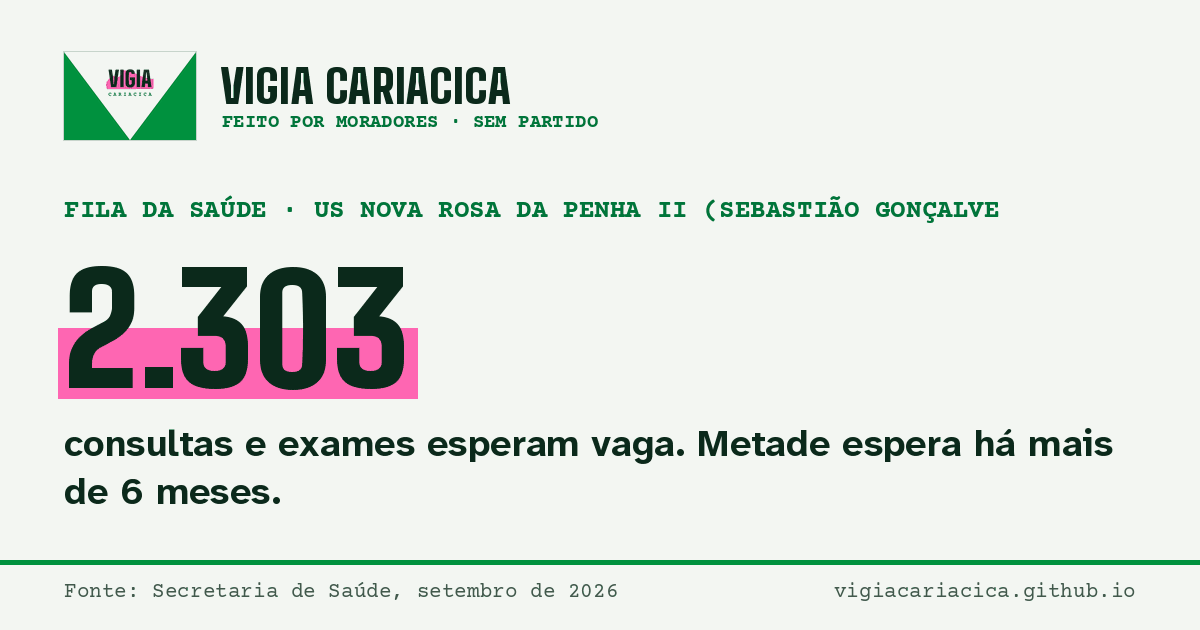 VIGIA
CARIACICA
VIGIA CARIACICA
FEITO POR MORADORES · SEM PARTIDO
FILA DA SAÚDE · US NOVA ROSA DA PENHA II (SEBASTIÃO GONÇALVE
2.303
consultas e exames esperam vaga. Metade espera há mais
de 6 meses.
Fonte: Secretaria de Saúde, setembro de 2026
vigiacariacica.github.io